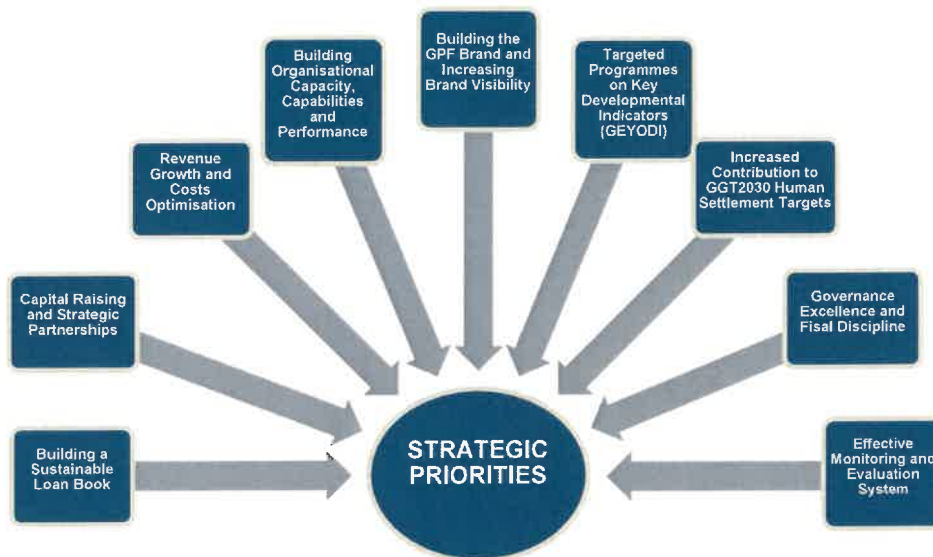 Building a
Sustainable
Loan Book
Capital Raising
and Strategic
Partnerships
Revenue
Growth and
Costs
Optimisation
Building
Organisational
Capacity,
Capabilities
and
Performance
Building the
GPF Brand and
Increasing
Brand Visibility
Targeted
Programmes
on Key
Developmental
Indicators
(GEYODI)
Increased
Contribution to
GGT2030 Human
Settlement Targets
Governance
Excellence and
Fisal Discipline
Effective
Monitoring and
Evaluation
System
STRATEGIC
PRIORITIES